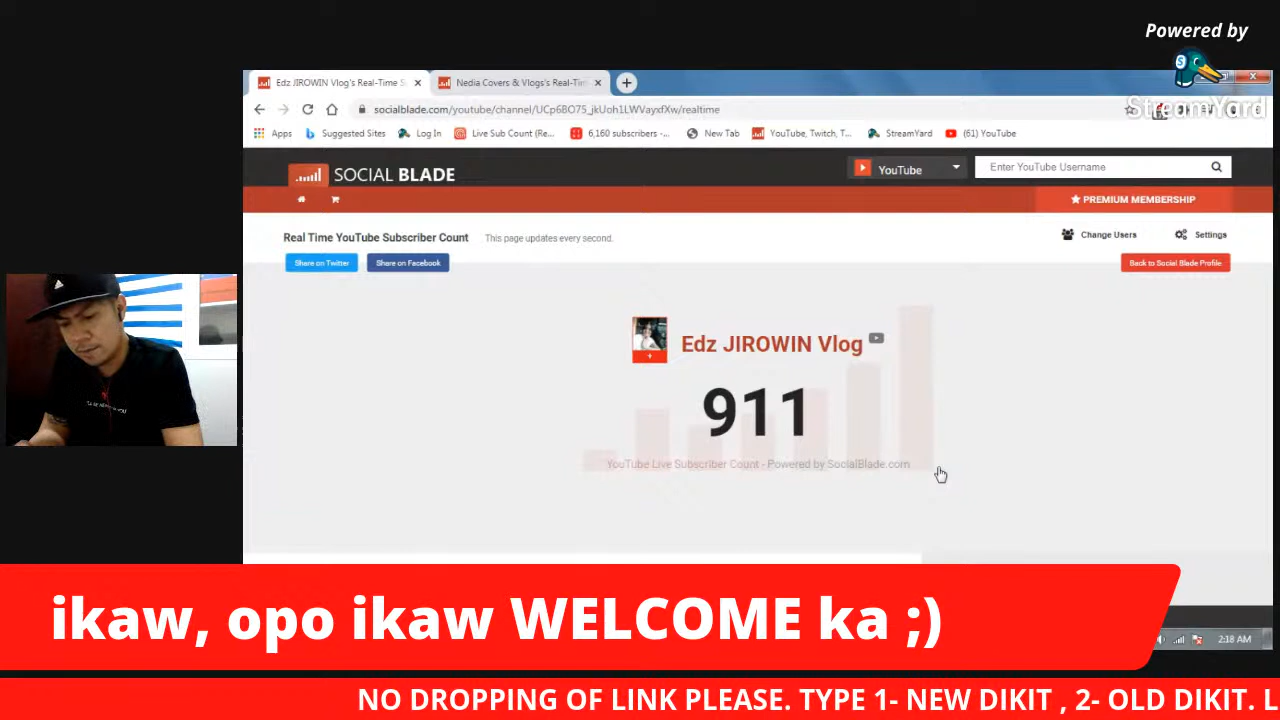 Powered by
StreamYard
Edz JIROWIN Vlog's Real-Time S
Nedia Covers & Vlogs's Real-Tim
socialblade.com/youtube/channel/UCp6BO75_jkUoh1LWVayxfXw/realtime
Apps Suggested Sites Log In Live Sub Count (Re... 6,160 subscribers -... New Tab YouTube, Twitch, T... StreamYard (61) YouTube
SOCIAL BLADE
YouTube
Enter YouTube Username
PREMIUM MEMBERSHIP
Real Time YouTube Subscriber Count
This page updates every second.
Change Users
Settings
Share on Twitter
Share on Facebook
Back to Social Blade Profile
Edz JIROWIN Vlog
911
YouTube Live Subscriber Count - Powered by SocialBlade.com
ikaw, opo ikaw WELCOME ka ;)
2:18 AM
NO DROPPING OF LINK PLEASE. TYPE 1- NEW DIKIT , 2- OLD DIKIT. L